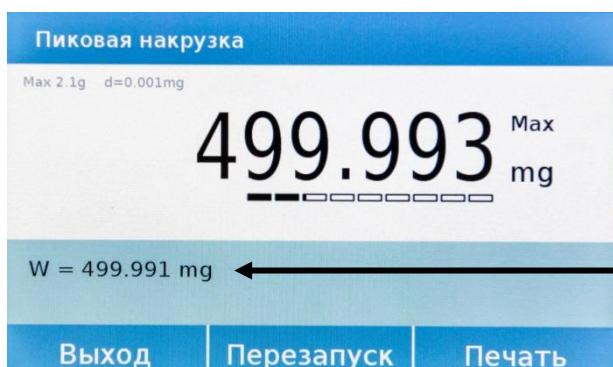 Пиковая накрузка
Max 2.1g d=0.001mg
499.993 Max
mg
W = 499.991 mg
Выход Перезапуск Печать